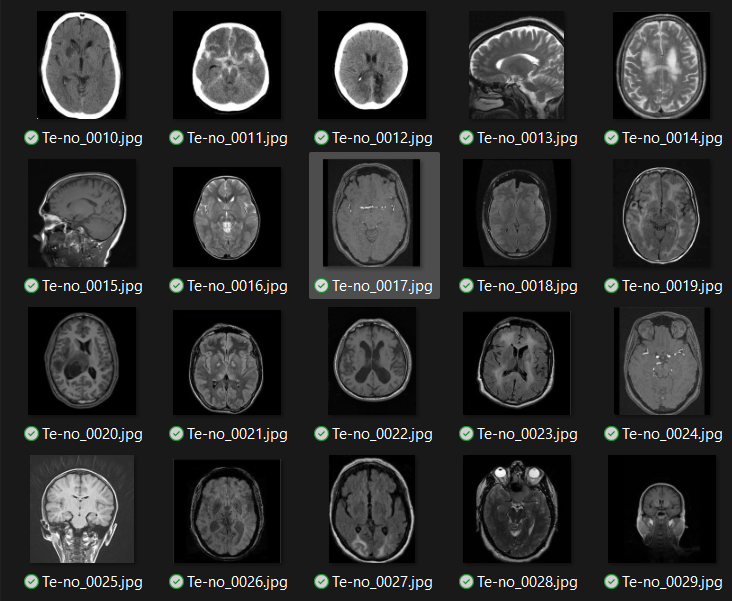 Te-no_0010.jpg Te-no_0011.jpg Te-no_0012.jpg Te-no_0013.jpg Te-no_0014.jpg
Te-no_0015.jpg Te-no_0016.jpg Te-no_0017.jpg Te-no_0018.jpg Te-no_0019.jpg
Te-no_0020.jpg Te-no_0021.jpg Te-no_0022.jpg Te-no_0023.jpg Te-no_0024.jpg
Te-no_0025.jpg Te-no_0026.jpg Te-no_0027.jpg Te-no_0028.jpg Te-no_0029.jpg